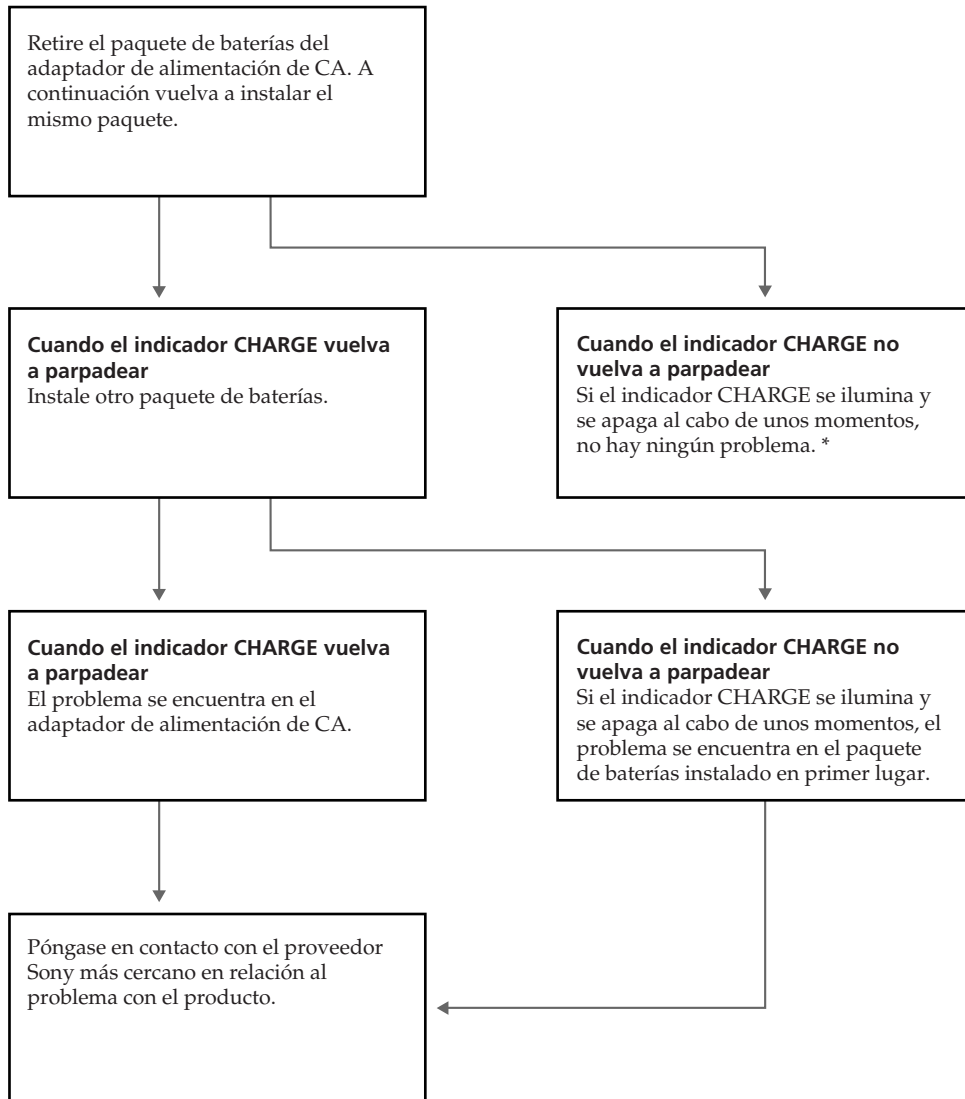 Retire el paquete de baterías del
adaptador de alimentación de CA. A
continuación vuelva a instalar el
mismo paquete.
Cuando el indicador CHARGE vuelva
a parpadear
Instale otro paquete de baterías.
Cuando el indicador CHARGE no
vuelva a parpadear
Si el indicador CHARGE se ilumina y
se apaga al cabo de unos momentos,
no hay ningún problema. *
Cuando el indicador CHARGE vuelva
a parpadear
El problema se encuentra en el
adaptador de alimentación de CA.
Cuando el indicador CHARGE no
vuelva a parpadear
Si el indicador CHARGE se ilumina y
se apaga al cabo de unos momentos, el
problema se encuentra en el paquete
de baterías instalado en primer lugar.
Póngase en contacto con el proveedor
Sony más cercano en relación al
problema con el producto.